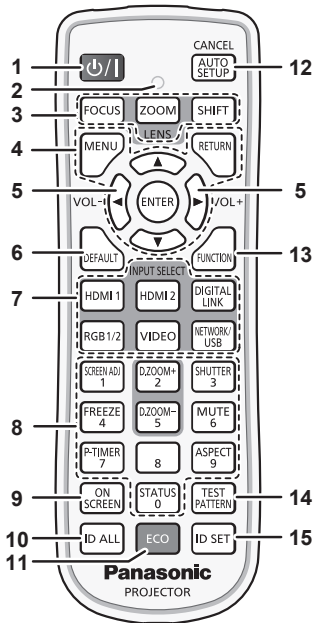 CANCEL
1 ⏻/I AUTO SETUP 12
2
3 FOCUS ZOOM SHIFT
LENS
4 MENU RETURN
5 5
VOL- ENTER VOL+
6 DEFAULT FUNCTION 13
INPUT SELECT
7 HDMI 1 HDMI 2 DIGITAL LINK
RGB1/2 VIDEO NETWORK/ USB
SCREEN ADJ D.ZOOM+ SHUTTER
1 2 3
8 FREEZE D.ZOOM- MUTE
4 5 6
P-TIMER ASPECT
7 8 9
9 ON SCREEN STATUS 0 TEST PATTERN 14
10 ID ALL ECO ID SET 15
11
Panasonic
PROJECTOR